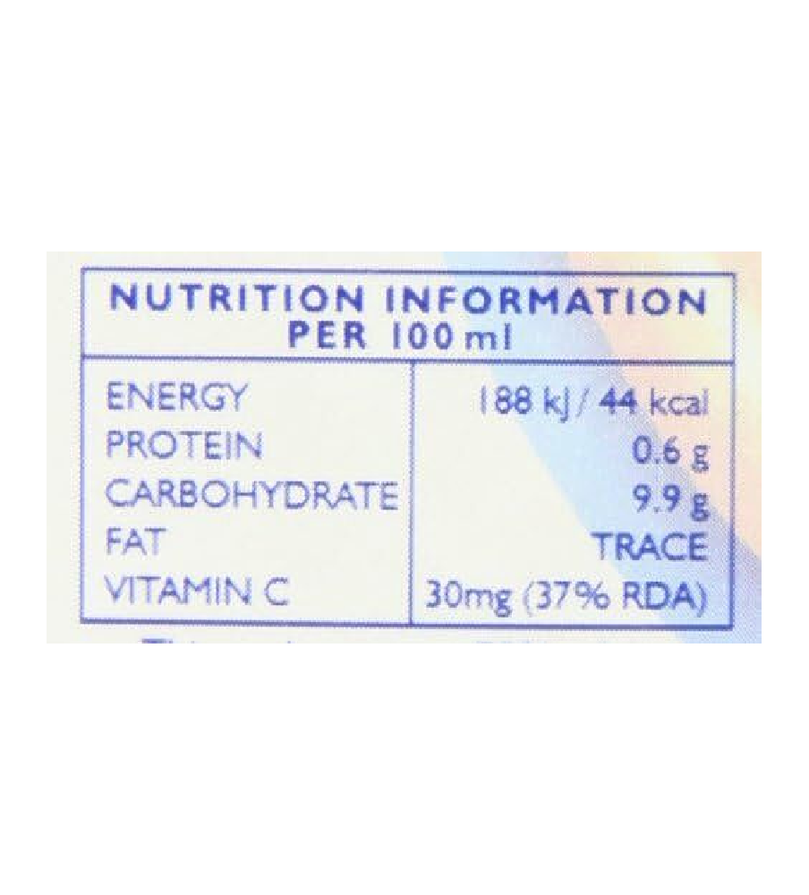 NUTRITION INFORMATION
PER 100 ml
ENERGY 188 kJ / 44 kcal
PROTEIN 0.6 g
CARBOHYDRATE 9.9 g
FAT TRACE
VITAMIN C 30mg (37% RDA)